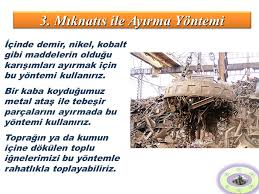 3. Mıknatıs ile Ayırma Yöntemi
İçinde demir, nikel, kobalt
gibi maddelerin olduğu
karışımları ayırmak için
bu yöntemi kullanırız.
Bir kaba koyduğumuz
metal ataş ile tebeşir
parçalarını ayırmada bu
yöntemi kullanırız.
Toprağın ya da kumun
içine dökülen toplu
iğnelerimizi bu yöntemle
rahatlıkla toplayabiliriz.